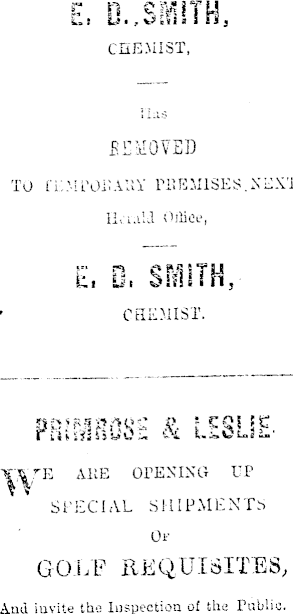 E. D. SMITH,
CHEMIST,
Has
REMOVED
TO TEMPORARY PREMISES, NEXT
Herald Office,
E. D. SMITH,
CHEMIST.
PRIMROSE & LESLIE.
WE ARE OPENING UP
SPECIAL SHIPMENTS
OF
GOLF REQUISITES,
And invite the Inspection of the Public.